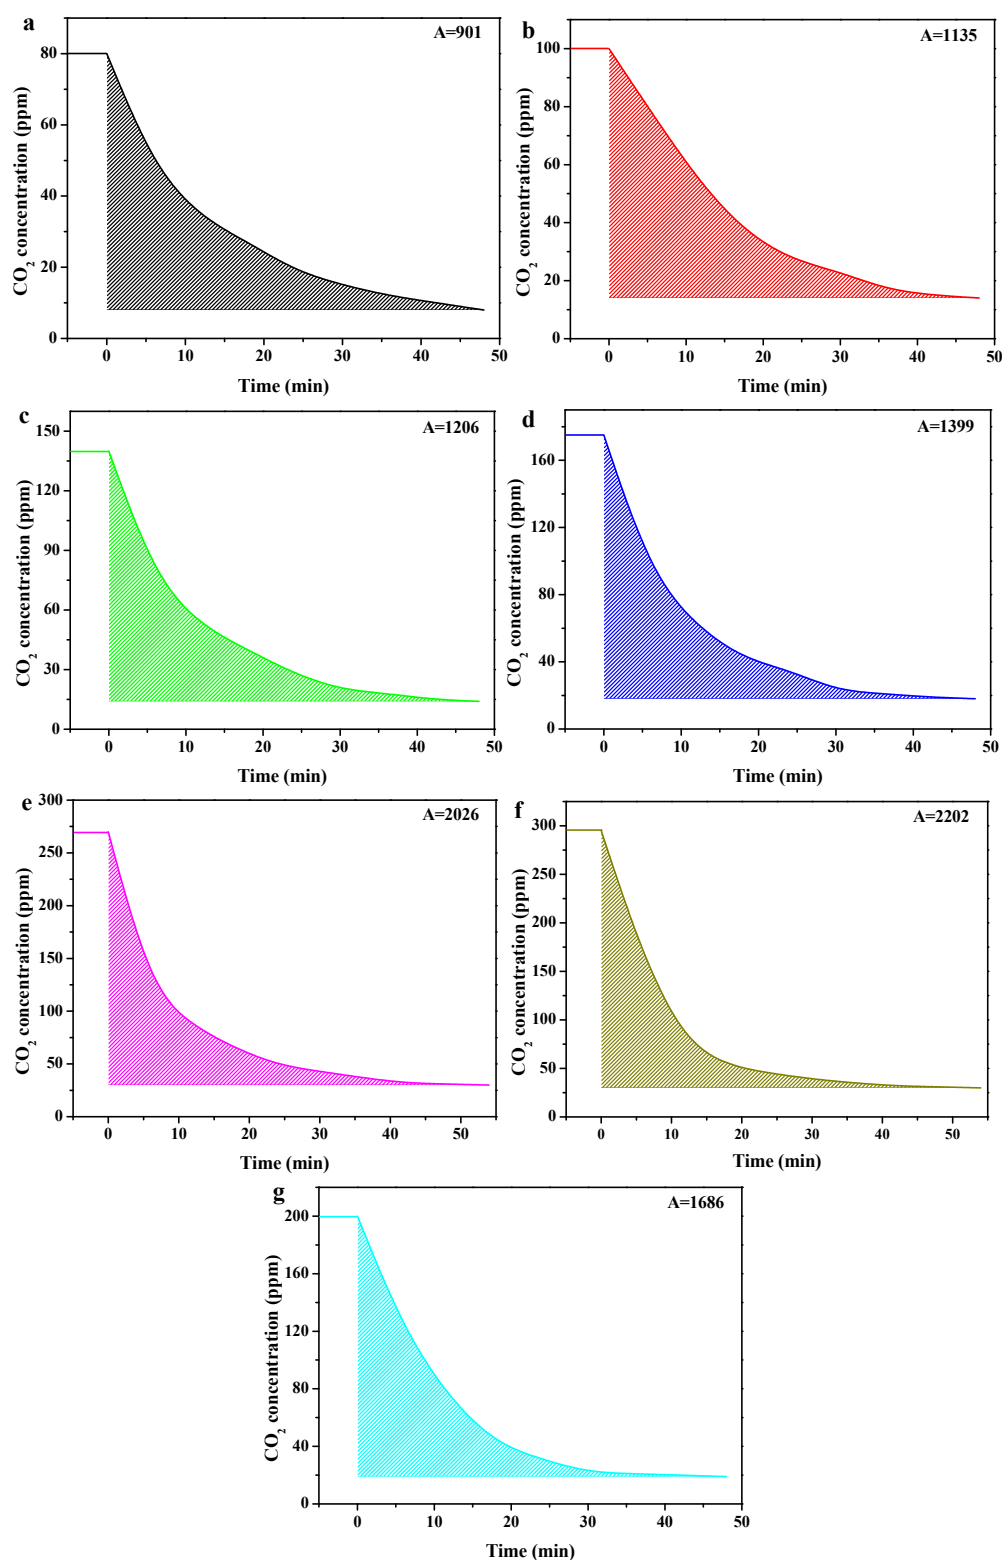 a
A=901
CO2 concentration (ppm)
80
60
40
20
0
0 10 20 30 40 50
Time (min)
b
A=1135
CO2 concentration (ppm)
100
80
60
40
20
0
0 10 20 30 40 50
Time (min)
c
A=1206
CO2 concentration (ppm)
150
120
90
60
30
0
0 10 20 30 40 50
Time (min)
d
A=1399
CO2 concentration (ppm)
160
120
80
40
0
0 10 20 30 40 50
Time (min)
e
A=2026
CO2 concentration (ppm)
300
250
200
150
100
50
0
0 10 20 30 40 50
Time (min)
f
A=2202
CO2 concentration (ppm)
300
250
200
150
100
50
0
0 10 20 30 40 50
Time (min)
g
A=1686
CO2 concentration (ppm)
200
160
120
80
40
0
0 10 20 30 40 50
Time (min)